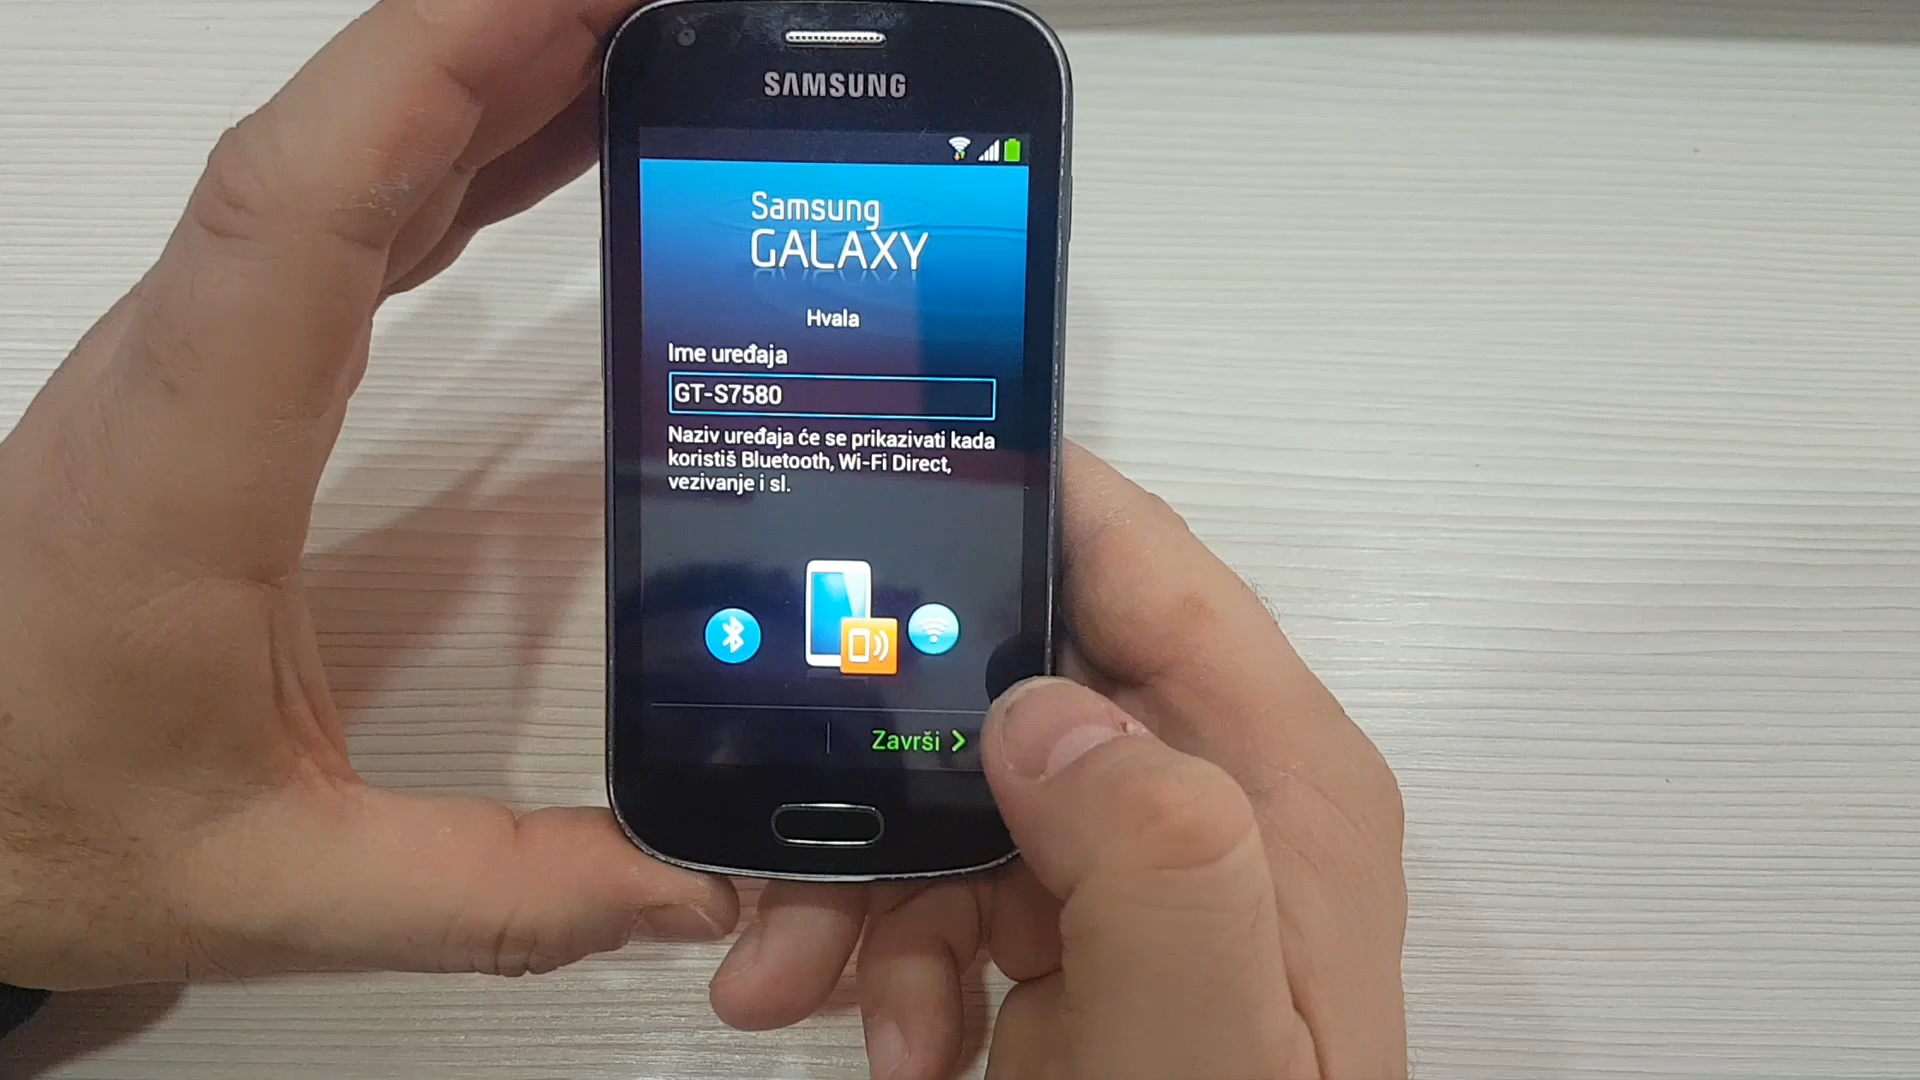 SAMSUNG
Samsung
GALAXY
Hvala
Ime uređaja
GT-S7580
Naziv uređaja će se prikazivati kada
koristiš Bluetooth, Wi-Fi Direct,
vezivanje i sl.
Završi